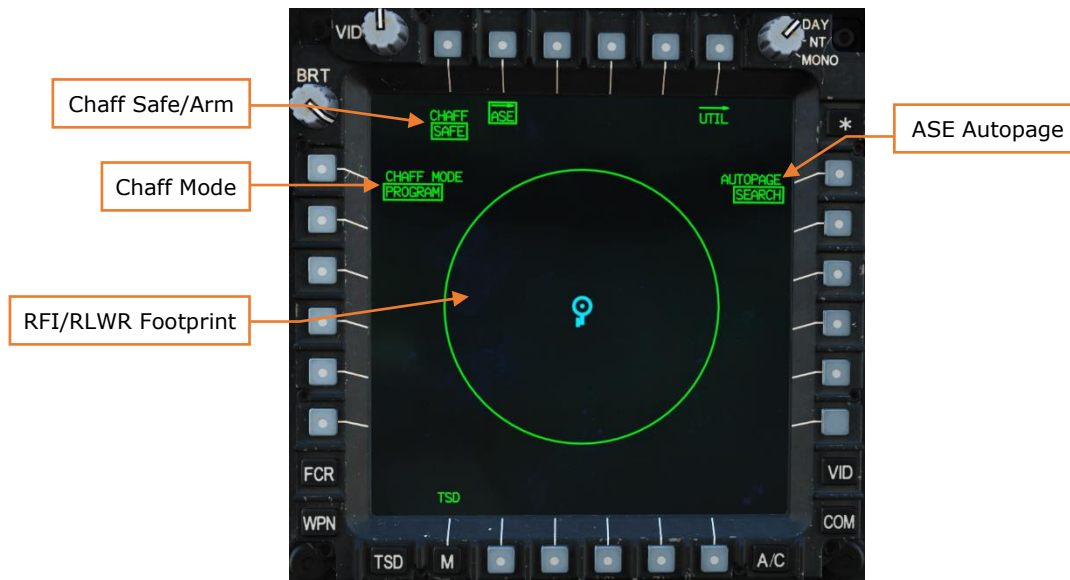 VID
DAY
NT/
MONO
BRT
Chaff Safe/Arm
CHAFF
SAFE
ASE
UTIL
*
ASE Autopage
Chaff Mode
CHAFF MODE
PROGRAM
AUTOPAGE
SEARCH
RFI/RLWR Footprint
FCR
VID
TSD
WPN
COM
TSD
M
A/C